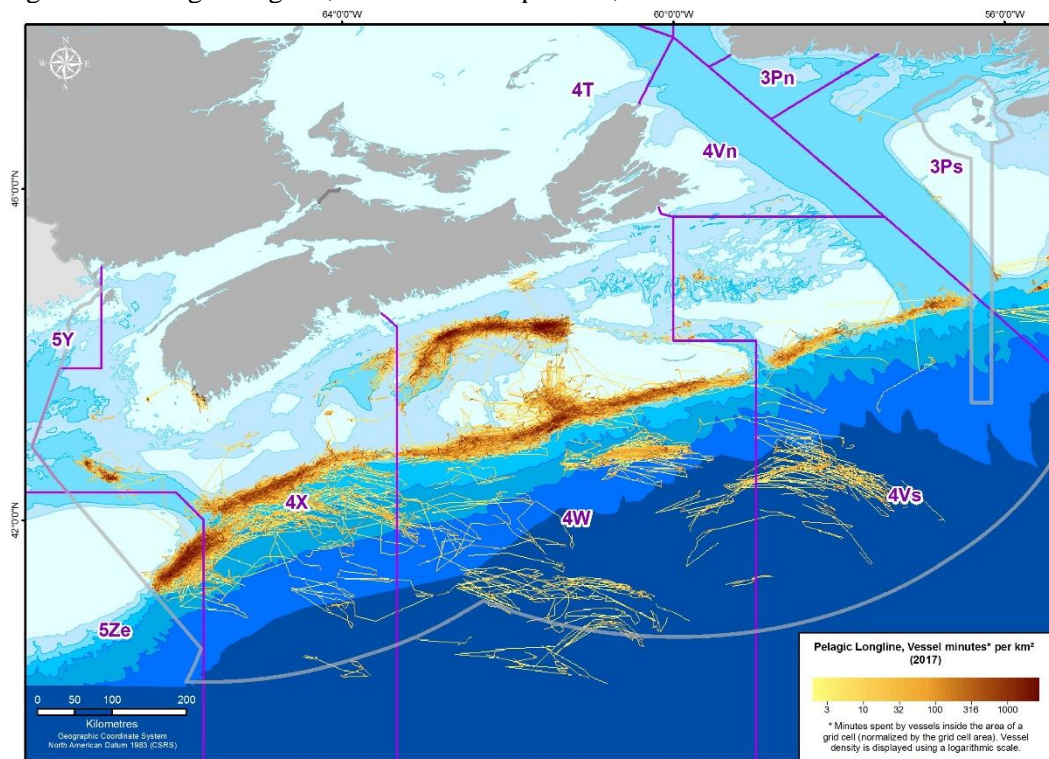 64°0'0"W 60°0'0"W 56°0'0"W
N
W E
S
3Pn
4T
4Vn
3Ps
46°0'0"N
5Y
42°0'0"N
4X
4W
4Vs
5Ze
Pelagic Longline, Vessel minutes* per km²
(2017)
3 10 32 100 316 1000
* Minutes spent by vessels inside the area of a
grid cell (normalized by the grid cell area). Vessel
density is displayed using a logarithmic scale.
0 50 100 200
Kilometres
Geographic Coordinate System
North American Datum 1983 (CSRS)